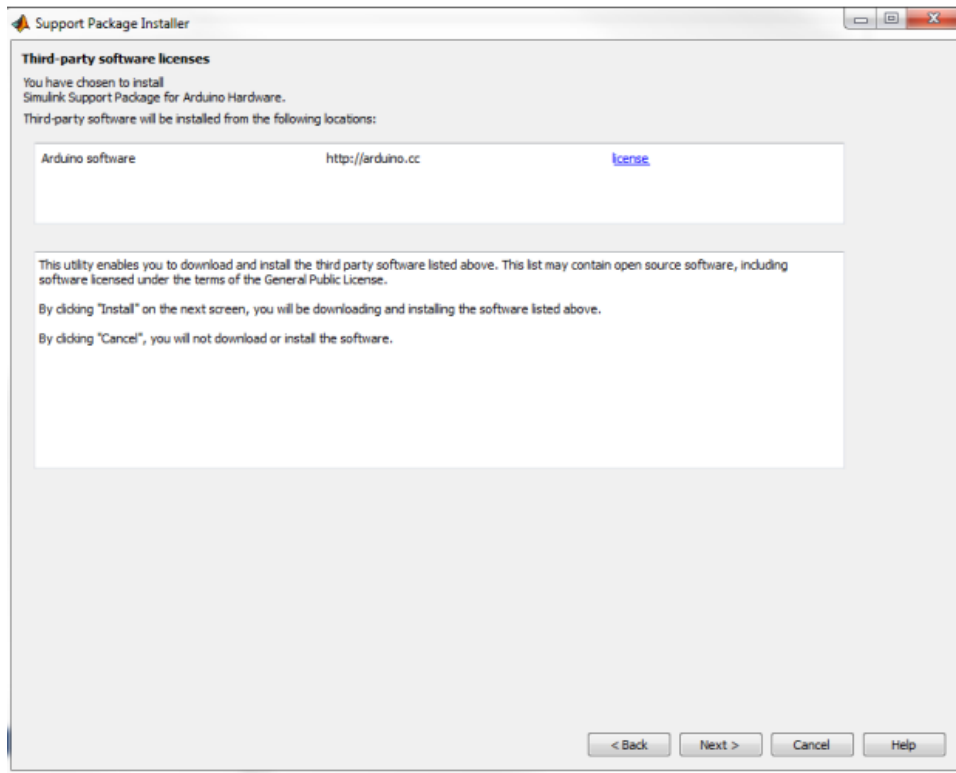 Support Package Installer
Third-party software licenses
You have chosen to install
Simulink Support Package for Arduino Hardware.
Third-party software will be installed from the following locations:
Arduino software http://arduino.cc license
This utility enables you to download and install the third party software listed above. This list may contain open source software, including
software licensed under the terms of the General Public License.
By clicking "Install" on the next screen, you will be downloading and installing the software listed above.
By clicking "Cancel", you will not download or install the software.
< Back Next > Cancel Help